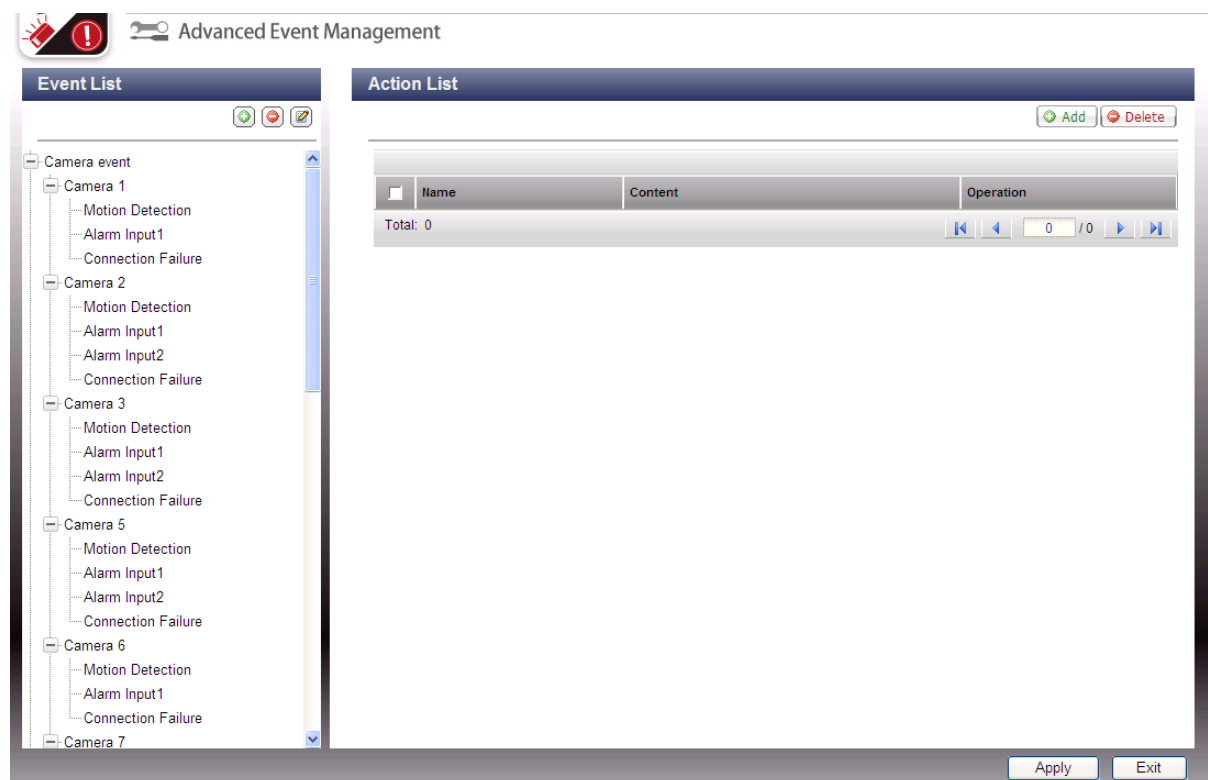 Advanced Event Management
Event List
Action List
Add
Delete
Camera event
Camera 1
Motion Detection
Alarm Input1
Connection Failure
Camera 2
Motion Detection
Alarm Input1
Alarm Input2
Connection Failure
Camera 3
Motion Detection
Alarm Input1
Alarm Input2
Connection Failure
Camera 5
Motion Detection
Alarm Input1
Alarm Input2
Connection Failure
Camera 6
Motion Detection
Alarm Input1
Connection Failure
Camera 7
Name Content Operation
Total: 0 0 / 0
Apply Exit